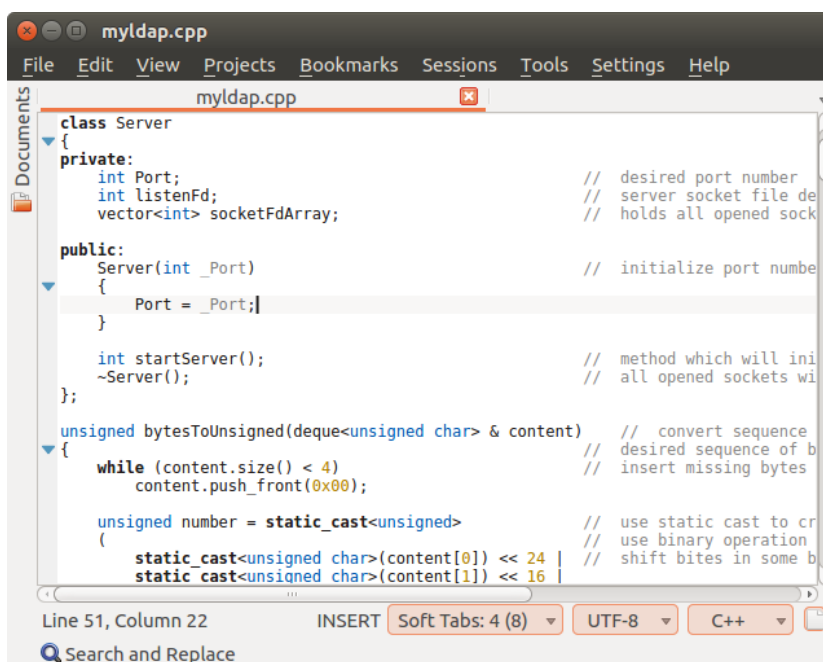 myldap.cpp
File Edit View Projects Bookmarks Sessions Tools Settings Help
Documents
myldap.cpp
class Server
{
private:
    int Port;                                           //  desired port number
    int listenFd;                                       //  server socket file de
    vector<int> socketFdArray;                          //  holds all opened sock
public:
    Server(int _Port)                                   //  initialize port numbe
    {
        Port = _Port;
    }
    int startServer();                                  //  method which will ini
    ~Server();                                          //  all opened sockets wi
};
unsigned bytesToUnsigned(deque<unsigned char> & content)    //  convert sequence
{                                                       //  desired sequence of b
    while (content.size() < 4)                          //  insert missing bytes
        content.push_front(0x00);
    unsigned number = static_cast<unsigned>             //  use static cast to cr
    (                                                   //  use binary operation
        static_cast<unsigned char>(content[0]) << 24 |  //  shift bites in some b
        static_cast<unsigned char>(content[1]) << 16 |
Line 51, Column 22 INSERT Soft Tabs: 4 (8) UTF-8 C++
Search and Replace